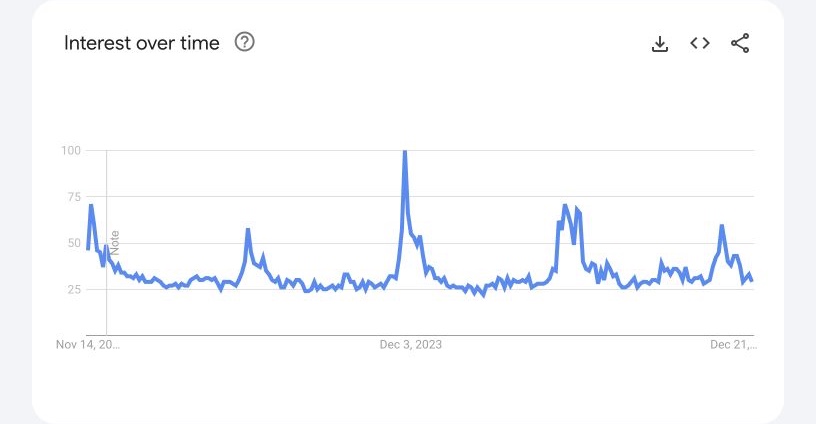 Interest over time
100
75
50
25
Note
Nov 14, 20...
Dec 3, 2023
Dec 21,...